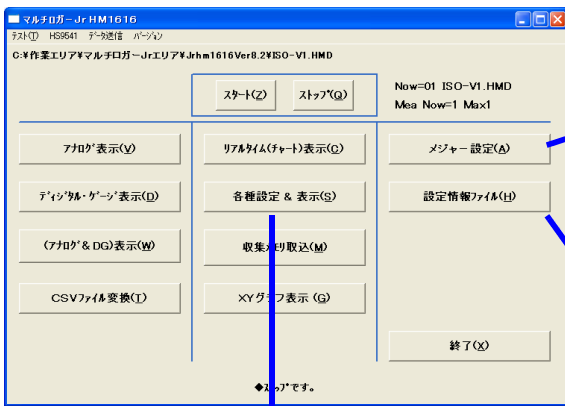 マルチロガーJr HM1616
テスト(T) HS9541 データ送信 バージョン
C:¥作業エリア¥マルチロガーJrエリア¥Jrhm1616Ver8.2¥ISO-V1.HMD
スタート(Z) ストップ(Q)
Now=01 ISO-V1.HMD
Mea Now=1 Max1
アナログ表示(V) リアルタイム(チャート)表示(C) メジャー設定(A)
ディジタル・ゲージ表示(D) 各種設定 & 表示(S) 設定情報ファイル(H)
(アナログ& DG)表示(W) 収集メモリ取込(M)
CSVファイル変換(T) XYグラフ表示 (G)
終了(X)
◆ストップです。